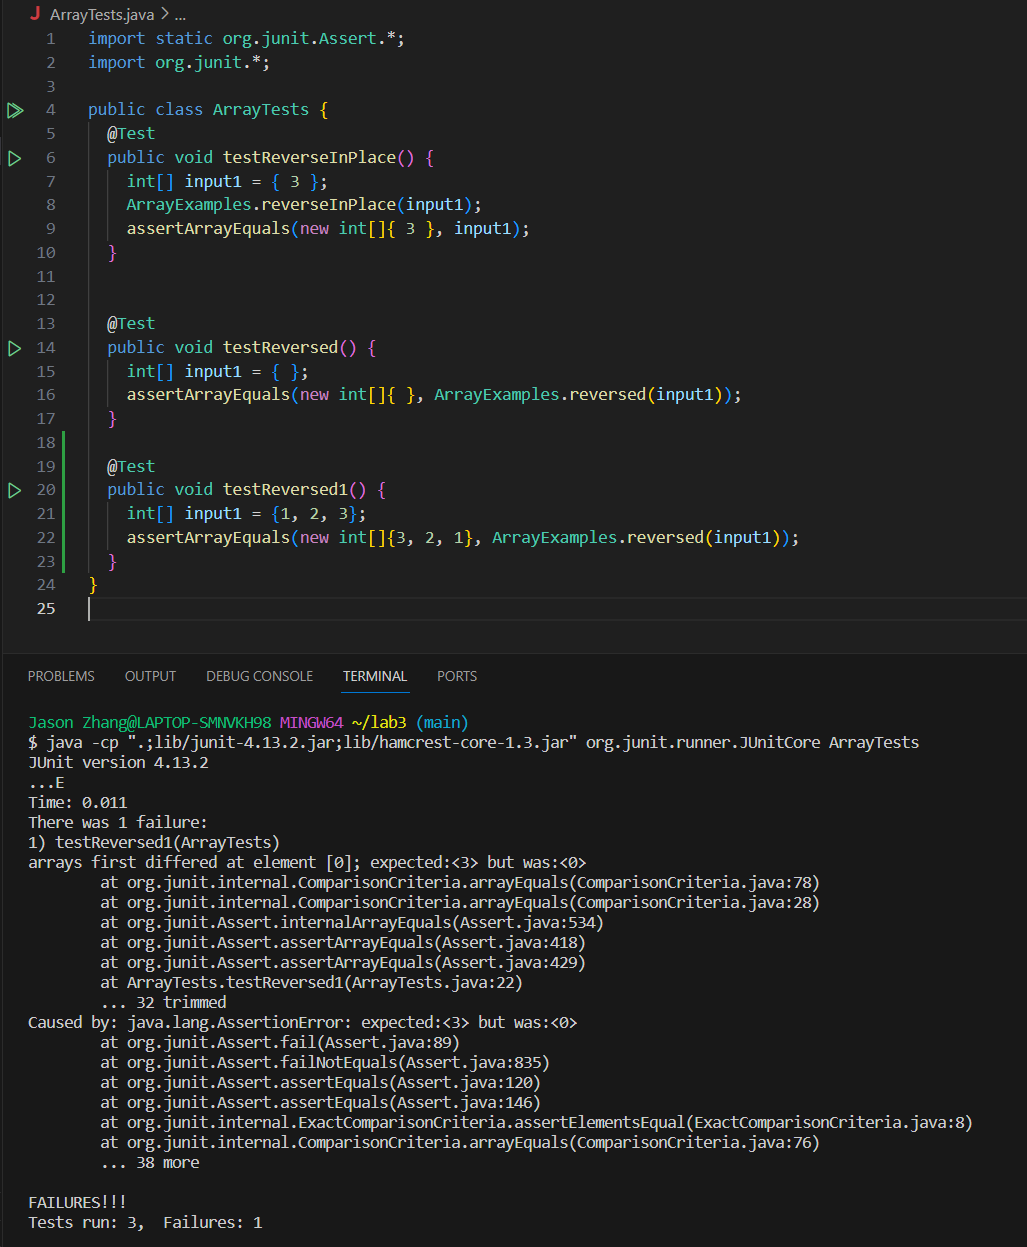 ArrayTests.java > ...
1 import static org.junit.Assert.*;
2 import org.junit.*;
3
4 public class ArrayTests {
5 @Test
6 public void testReverseInPlace() {
7 int[] input1 = { 3 };
8 ArrayExamples.reverseInPlace(input1);
9 assertArrayEquals(new int[]{ 3 }, input1);
10 }
11
12
13 @Test
14 public void testReversed() {
15 int[] input1 = { };
16 assertArrayEquals(new int[]{ }, ArrayExamples.reversed(input1));
17 }
18
19 @Test
20 public void testReversed1() {
21 int[] input1 = {1, 2, 3};
22 assertArrayEquals(new int[]{3, 2, 1}, ArrayExamples.reversed(input1));
23 }
24 }
25
PROBLEMS OUTPUT DEBUG CONSOLE TERMINAL PORTS
Jason Zhang@LAPTOP-SMNVKH98 MINGW64 ~/lab3 (main)
$ java -cp ".;lib/junit-4.13.2.jar;lib/hamcrest-core-1.3.jar" org.junit.runner.JUnitCore ArrayTests
JUnit version 4.13.2
...E
Time: 0.011
There was 1 failure:
1) testReversed1(ArrayTests)
arrays first differed at element [0]; expected:<3> but was:<0>
at org.junit.internal.ComparisonCriteria.arrayEquals(ComparisonCriteria.java:78)
at org.junit.internal.ComparisonCriteria.arrayEquals(ComparisonCriteria.java:28)
at org.junit.Assert.internalArrayEquals(Assert.java:534)
at org.junit.Assert.assertArrayEquals(Assert.java:418)
at org.junit.Assert.assertArrayEquals(Assert.java:429)
at ArrayTests.testReversed1(ArrayTests.java:22)
... 32 trimmed
Caused by: java.lang.AssertionError: expected:<3> but was:<0>
at org.junit.Assert.fail(Assert.java:89)
at org.junit.Assert.failNotEquals(Assert.java:835)
at org.junit.Assert.assertEquals(Assert.java:120)
at org.junit.Assert.assertEquals(Assert.java:146)
at org.junit.internal.ExactComparisonCriteria.assertElementsEqual(ExactComparisonCriteria.java:8)
at org.junit.internal.ComparisonCriteria.arrayEquals(ComparisonCriteria.java:76)
... 38 more
FAILURES!!!
Tests run: 3,  Failures: 1